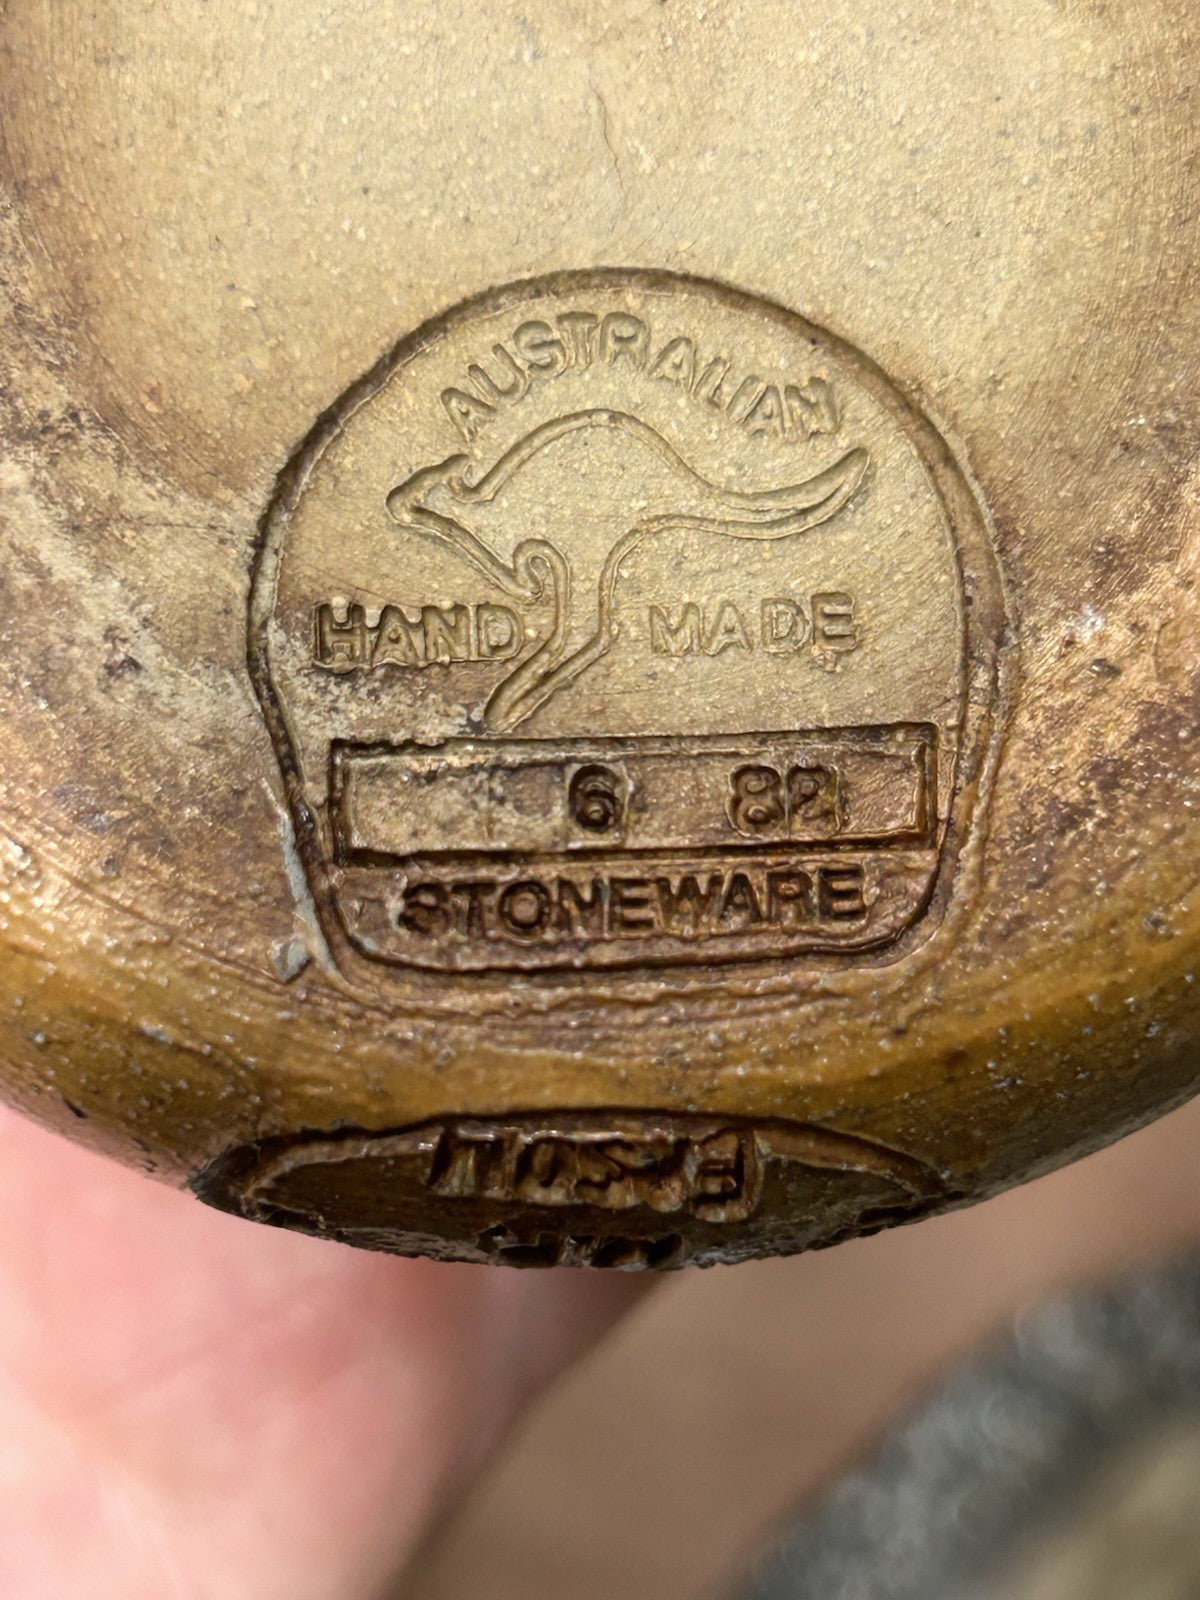 AUSTRALIAN
HAND MADE
6 82
STONEWARE